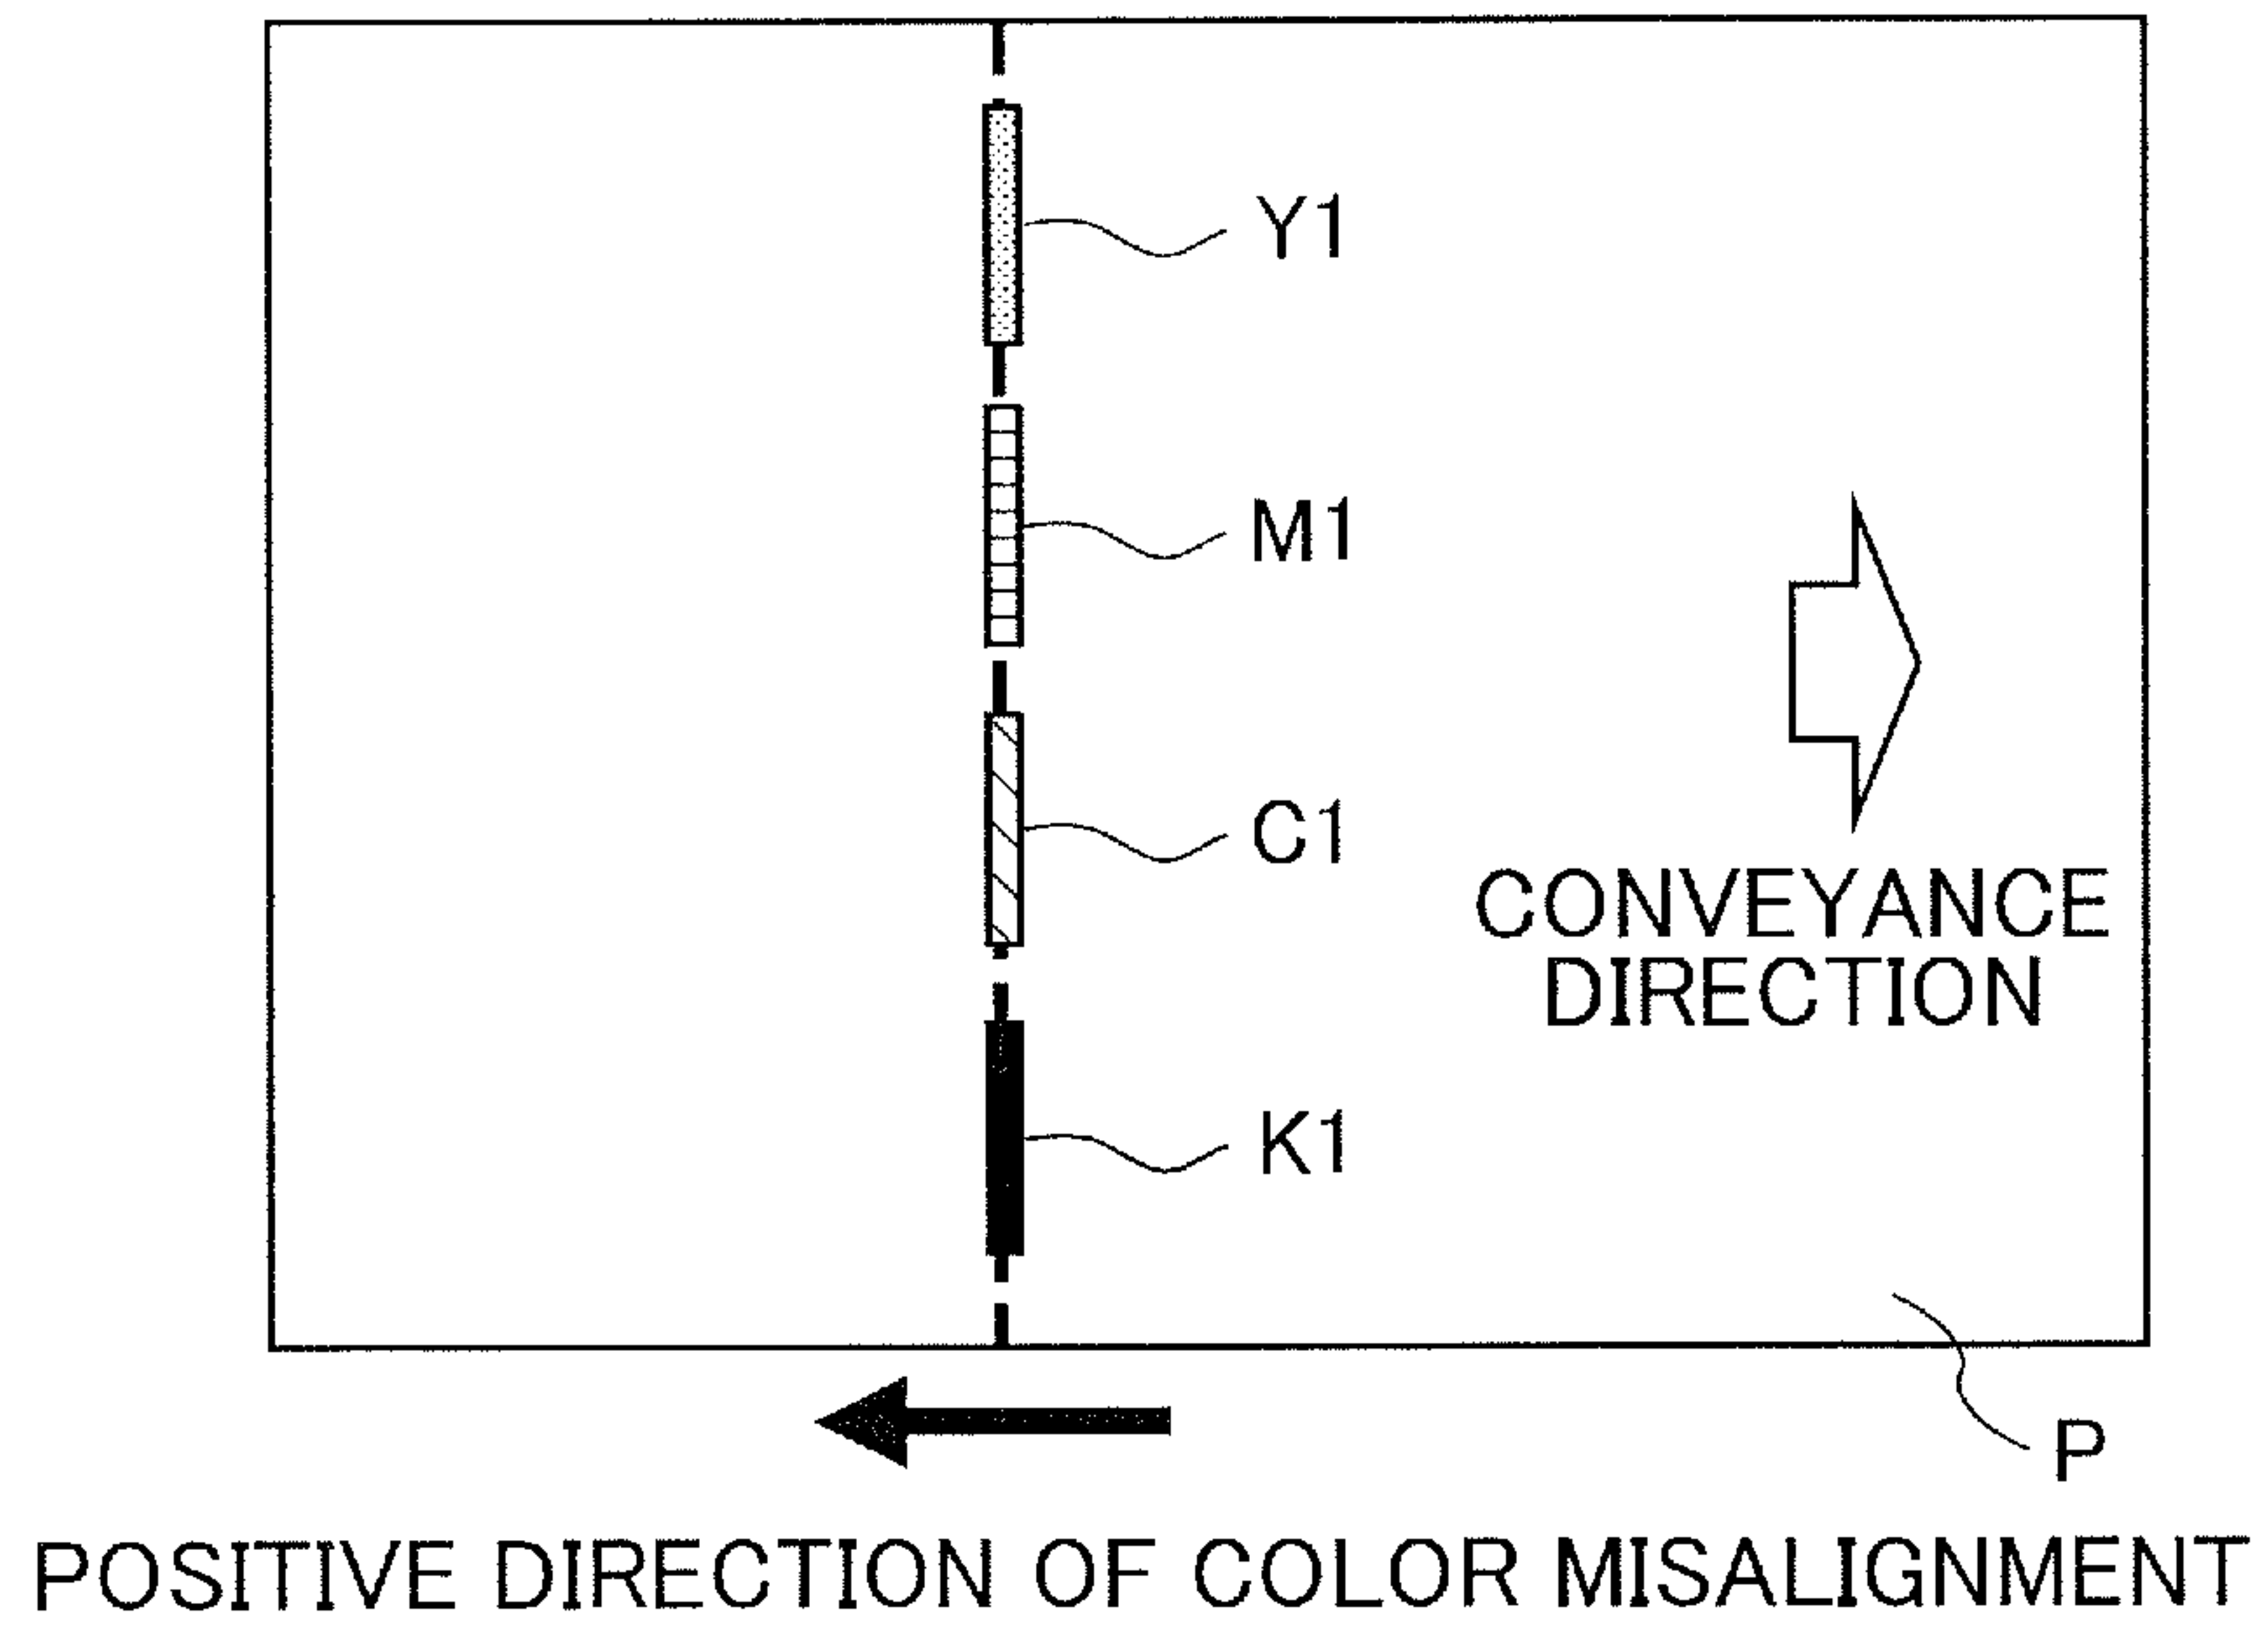 Y1
M1
C1
CONVEYANCE
DIRECTION
K1
P
POSITIVE DIRECTION OF COLOR MISALIGNMENT